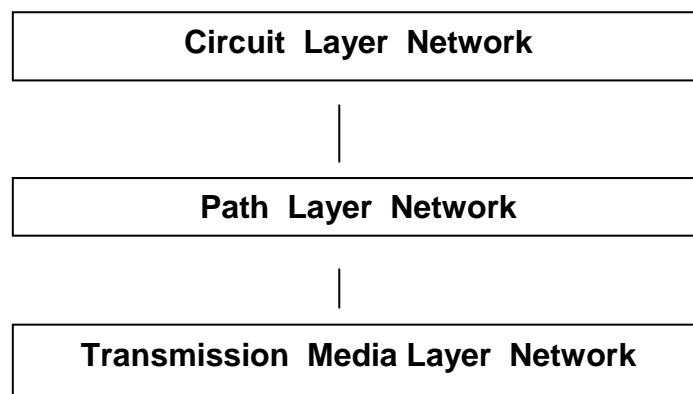 Circuit Layer Network
Path Layer Network
Transmission Media Layer Network